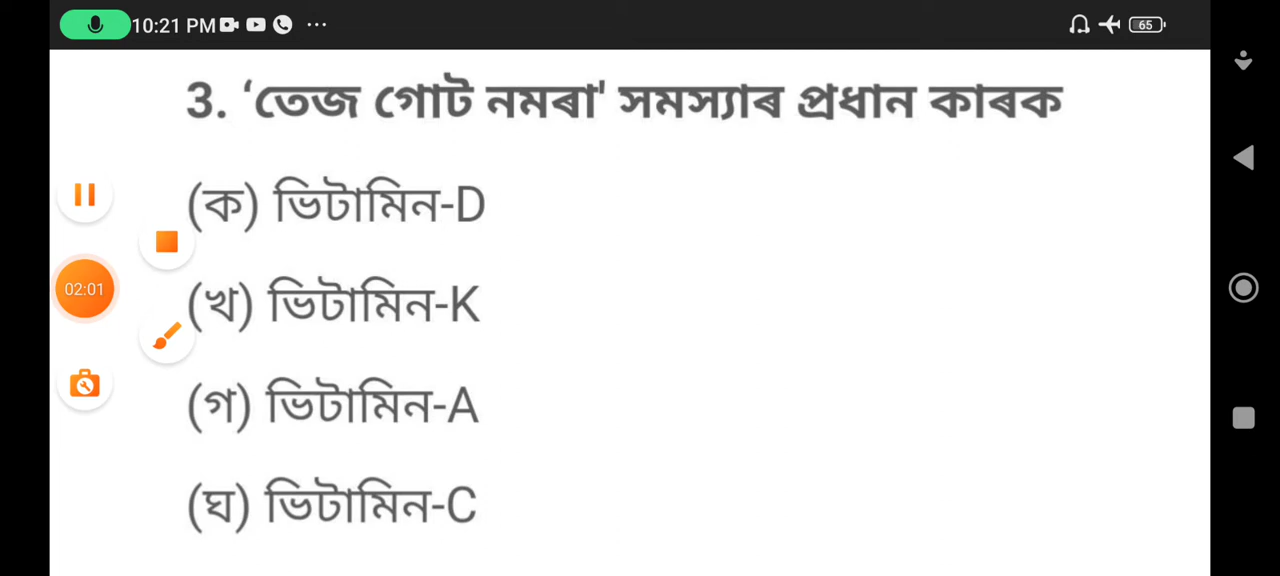 10:21 PM ... 65
3. ‘তেজ গোট নমৰা' সমস্যাৰ প্ৰধান কাৰক
(ক) ভিটামিন-D
02:01
(খ) ভিটামিন-K
(গ) ভিটামিন-A
(ঘ) ভিটামিন-C